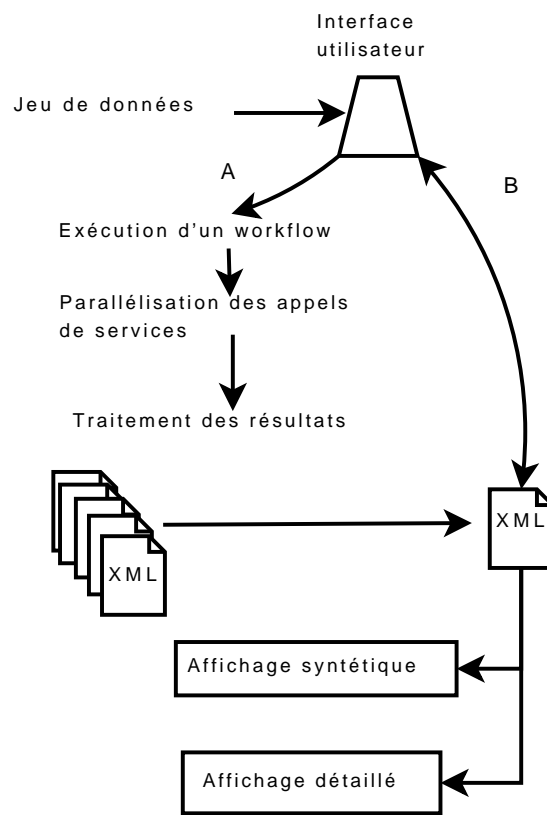 Interface
utilisateur
Jeu de données
A
B
Exécution d'un workflow
Parallélisation des appels
de services
Traitement des résultats
XML
XML
Affichage syntétique
Affichage détaillé